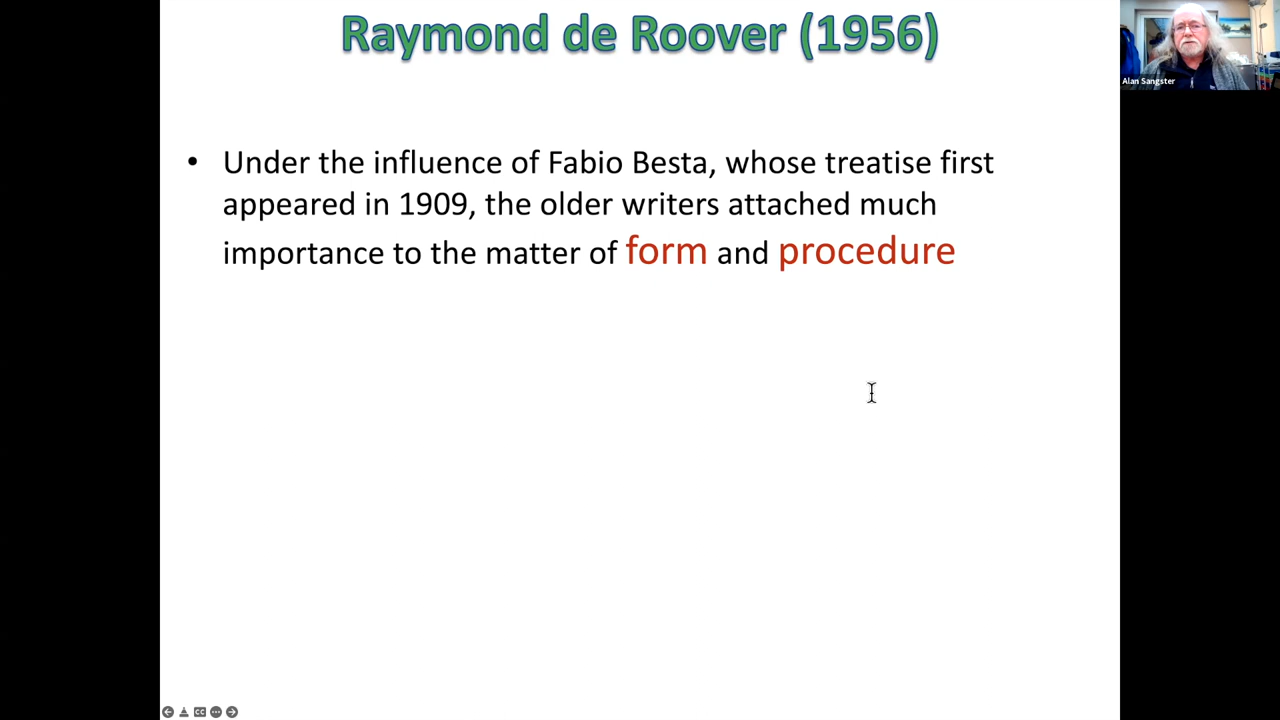 Raymond de Roover (1956)
Alan Sangster
• Under the influence of Fabio Besta, whose treatise first
appeared in 1909, the older writers attached much
importance to the matter of form and procedure
CC